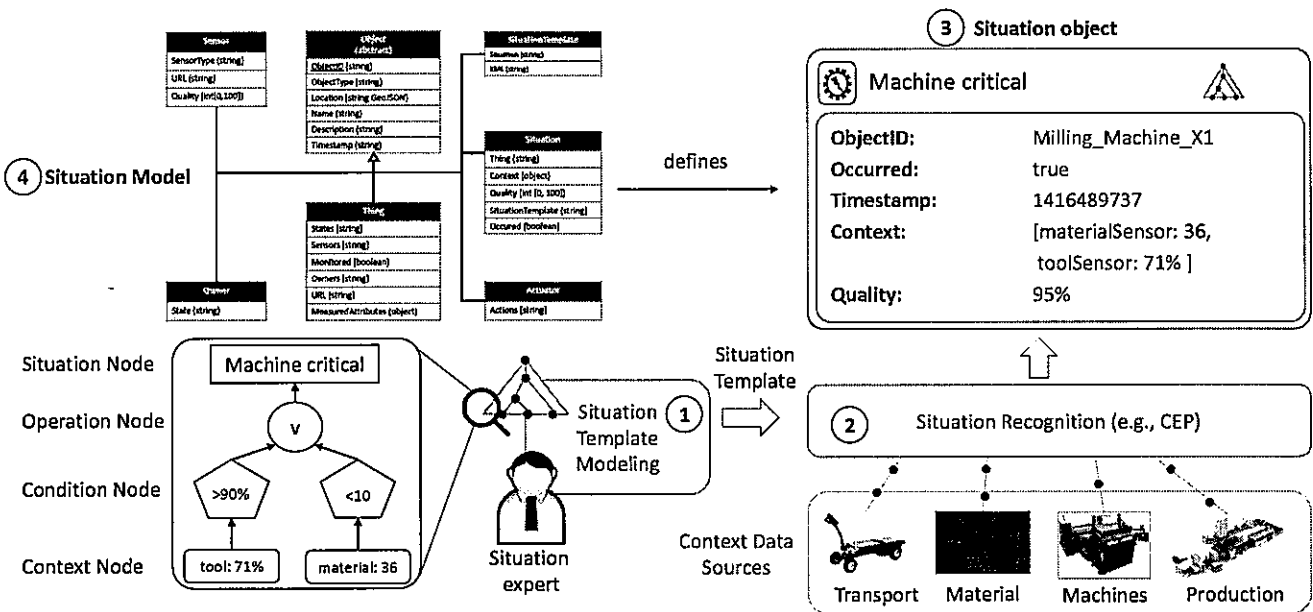 Sensor
SensorType {string}
URL {string}
Quality {int[0,100]}
Object
(abstract)
ObjectID {string}
ObjectType {string}
Location {string GeoJSON}
Name {string}
Description {string}
Timestamp {string}
SituationTemplate
Situation {string}
XML {string}
Situation
Thing {string}
Context {object}
Quality {int [0, 100]}
SituationTemplate {string}
Occured {boolean}
4 Situation Model
defines
Thing
States {string}
Sensors {string}
Monitored {boolean}
Owners {string}
URL {string}
MeasuredAttributes {object}
Owner
State {string}
Actuator
Actions {string}
3 Situation object
Machine critical
ObjectID: Milling_Machine_X1
Occurred: true
Timestamp: 1416489737
Context: [materialSensor: 36,
toolSensor: 71% ]
Quality: 95%
Situation Node
Operation Node
Condition Node
Context Node
Machine critical
v
>90%
<10
tool: 71%
material: 36
Situation
Template
Modeling
1
Situation
expert
Situation
Template
2 Situation Recognition (e.g., CEP)
Context Data
Sources
Transport
Material
Machines
Production